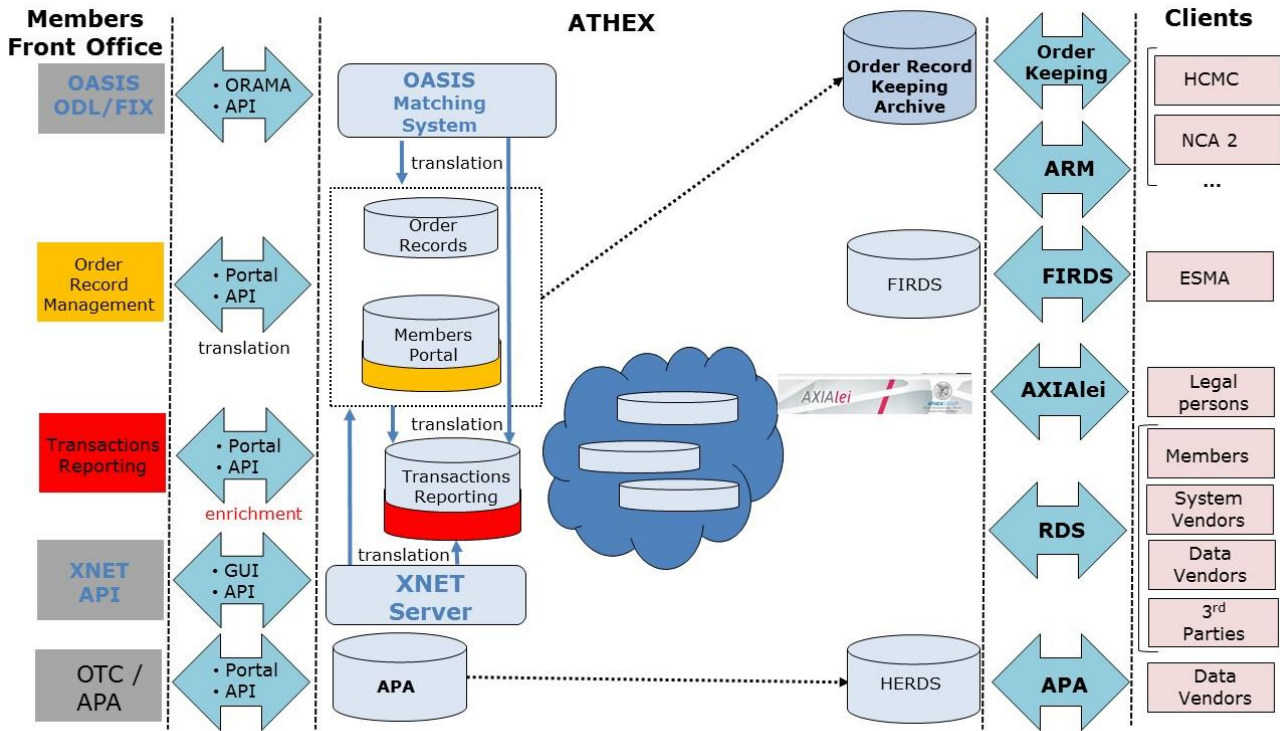 Members
Front Office
ATHEX
Clients
OASIS
ODL/FIX
• ORAMA
• API
OASIS
Matching
System
translation
Order Record
Keeping
Archive
Order
Keeping
HCMC
NCA 2
...
ARM
Order
Records
Order
Record
Management
• Portal
• API
translation
Members
Portal
FIRDS
FIRDS
ESMA
AXIAlei
AXIAlei
Legal
persons
translation
Transactions
Reporting
• Portal
• API
enrichment
Transactions
Reporting
translation
Members
System
Vendors
RDS
Data
Vendors
3rd
Parties
XNET
API
• GUI
• API
XNET
Server
OTC /
APA
• Portal
• API
APA
HERDS
APA
Data
Vendors